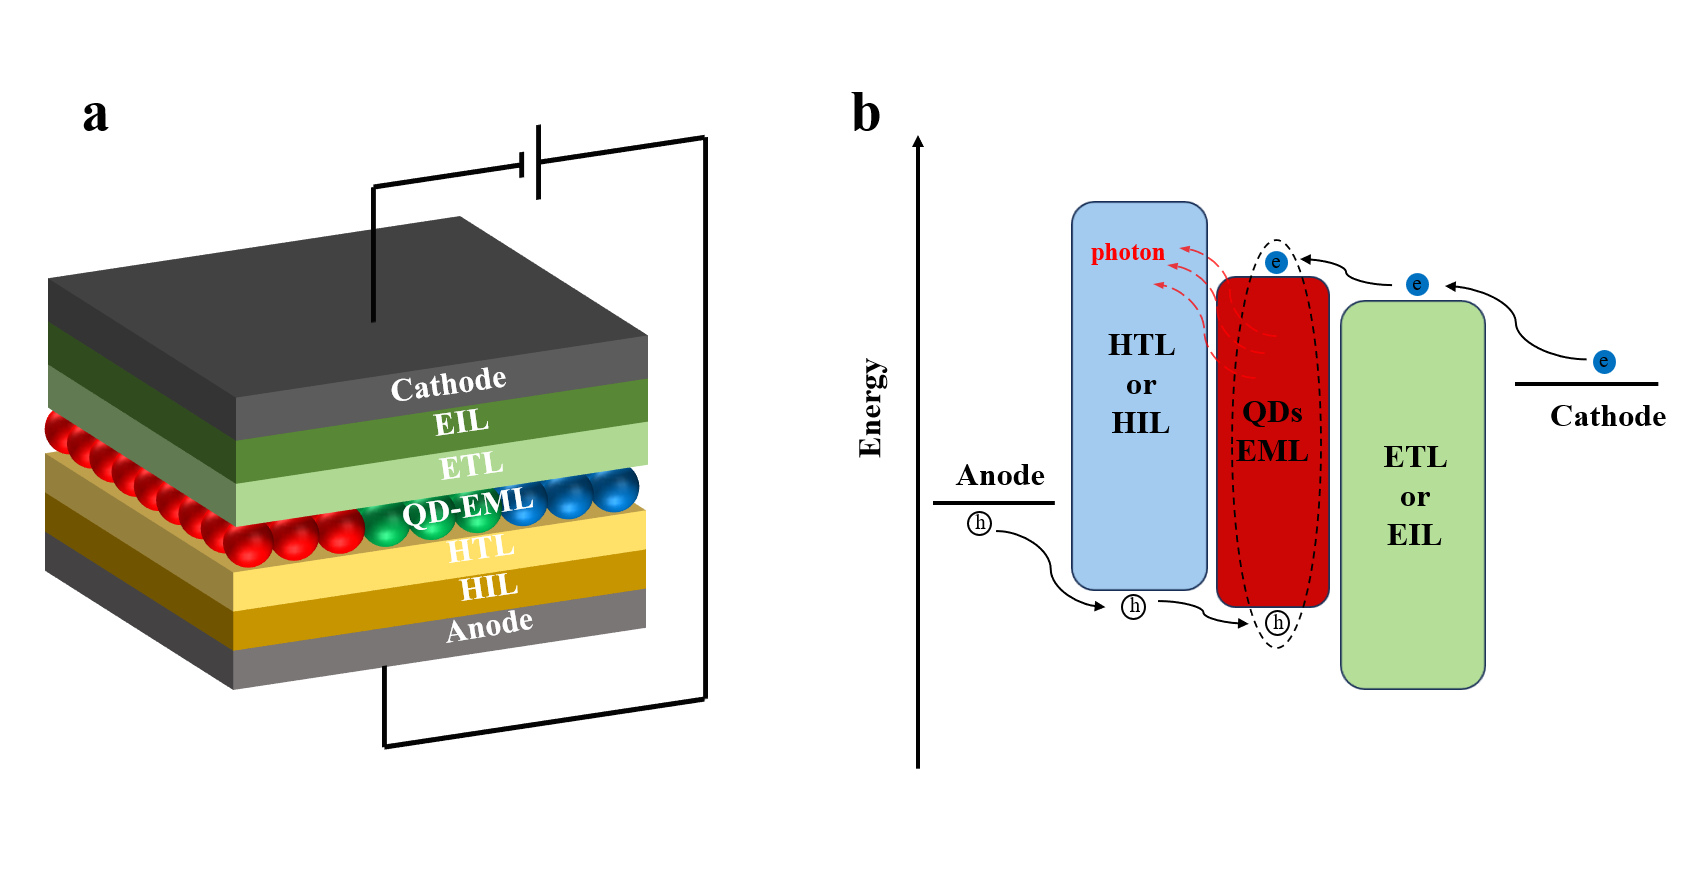 a
Cathode
EIL
ETL
QD-EML
HTL
HIL
Anode
b
Energy
Anode
h
h
h
HTL
or
HIL
photon
e
QDs
EML
e
ETL
or
EIL
e
Cathode